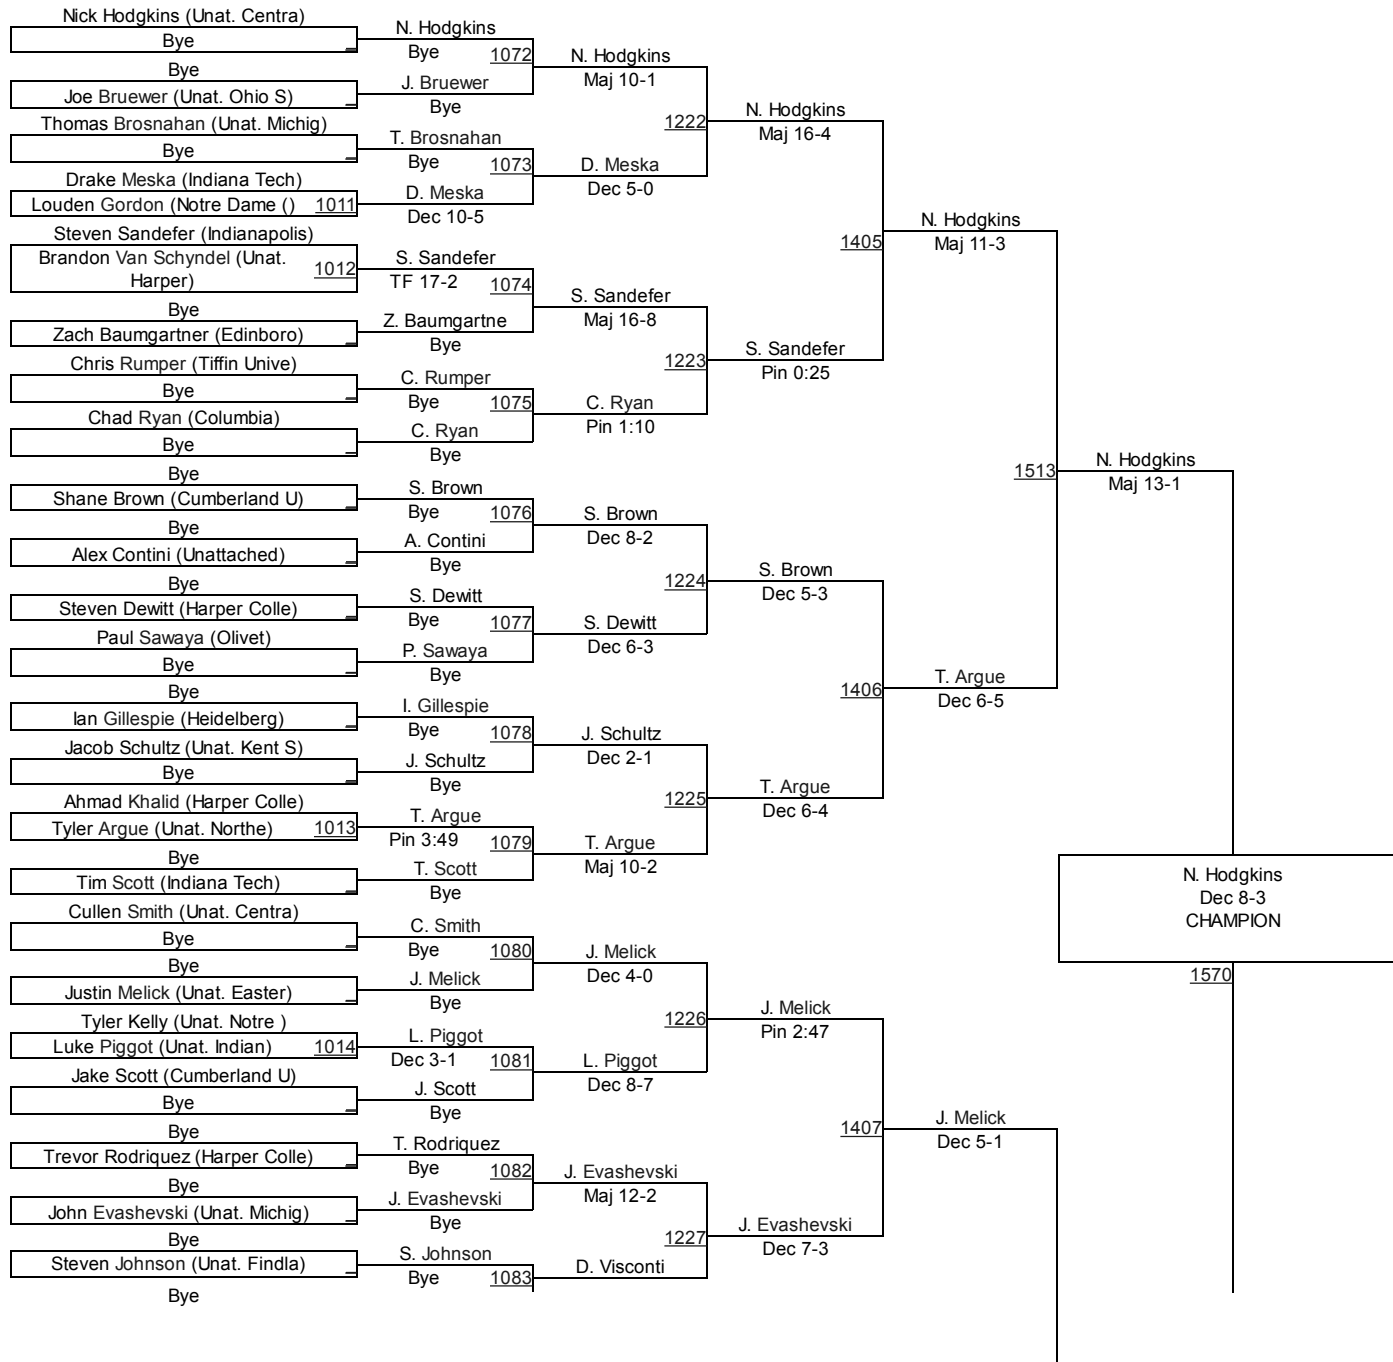 Nick Hodgkins (Unat. Centra)
Bye
Bye
Joe Bruewer (Unat. Ohio S)
Thomas Brosnahan (Unat. Michig)
Bye
Drake Meska (Indiana Tech)
Louden Gordon (Notre Dame () 1011
Steven Sandefer (Indianapolis)
Brandon Van Schyndel (Unat.
Harper) 1012
Bye
Zach Baumgartner (Edinboro)
Chris Rumper (Tiffin Unive)
Bye
Chad Ryan (Columbia)
Bye
Bye
Shane Brown (Cumberland U)
Bye
Alex Contini (Unattached)
Bye
Steven Dewitt (Harper Colle)
Paul Sawaya (Olivet)
Bye
Bye
Ian Gillespie (Heidelberg)
Jacob Schultz (Unat. Kent S)
Bye
Ahmad Khalid (Harper Colle)
Tyler Argue (Unat. Northe) 1013
Bye
Tim Scott (Indiana Tech)
Cullen Smith (Unat. Centra)
Bye
Bye
Justin Melick (Unat. Easter)
Tyler Kelly (Unat. Notre )
Luke Piggot (Unat. Indian) 1014
Jake Scott (Cumberland U)
Bye
Bye
Trevor Rodriquez (Harper Colle)
Bye
John Evashevski (Unat. Michig)
Bye
Steven Johnson (Unat. Findla)
Bye
N. Hodgkins
Bye 1072
J. Bruewer
Bye
T. Brosnahan
Bye 1073
D. Meska
Dec 10-5
S. Sandefer
TF 17-2 1074
Z. Baumgartne
Bye
C. Rumper
Bye 1075
C. Ryan
Bye
S. Brown
Bye 1076
A. Contini
Bye
S. Dewitt
Bye 1077
P. Sawaya
Bye
I. Gillespie
Bye 1078
J. Schultz
Bye
T. Argue
Pin 3:49 1079
T. Scott
Bye
C. Smith
Bye 1080
J. Melick
Bye
L. Piggot
Dec 3-1 1081
J. Scott
Bye
T. Rodriquez
Bye 1082
J. Evashevski
Bye
S. Johnson
Bye 1083
N. Hodgkins
Maj 10-1
1222
D. Meska
Dec 5-0
S. Sandefer
Maj 16-8
1223
C. Ryan
Pin 1:10
S. Brown
Dec 8-2
1224
S. Dewitt
Dec 6-3
J. Schultz
Dec 2-1
1225
T. Argue
Maj 10-2
J. Melick
Dec 4-0
1226
L. Piggot
Dec 8-7
J. Evashevski
Maj 12-2
1227
D. Visconti
N. Hodgkins
Maj 16-4
1405
S. Sandefer
Pin 0:25
S. Brown
Dec 5-3
1406
T. Argue
Dec 6-4
J. Melick
Pin 2:47
1407
J. Evashevski
Dec 7-3
N. Hodgkins
Maj 11-3
1513
T. Argue
Dec 6-5
J. Melick
Dec 5-1
N. Hodgkins
Maj 13-1
N. Hodgkins
Dec 8-3
CHAMPION
1570